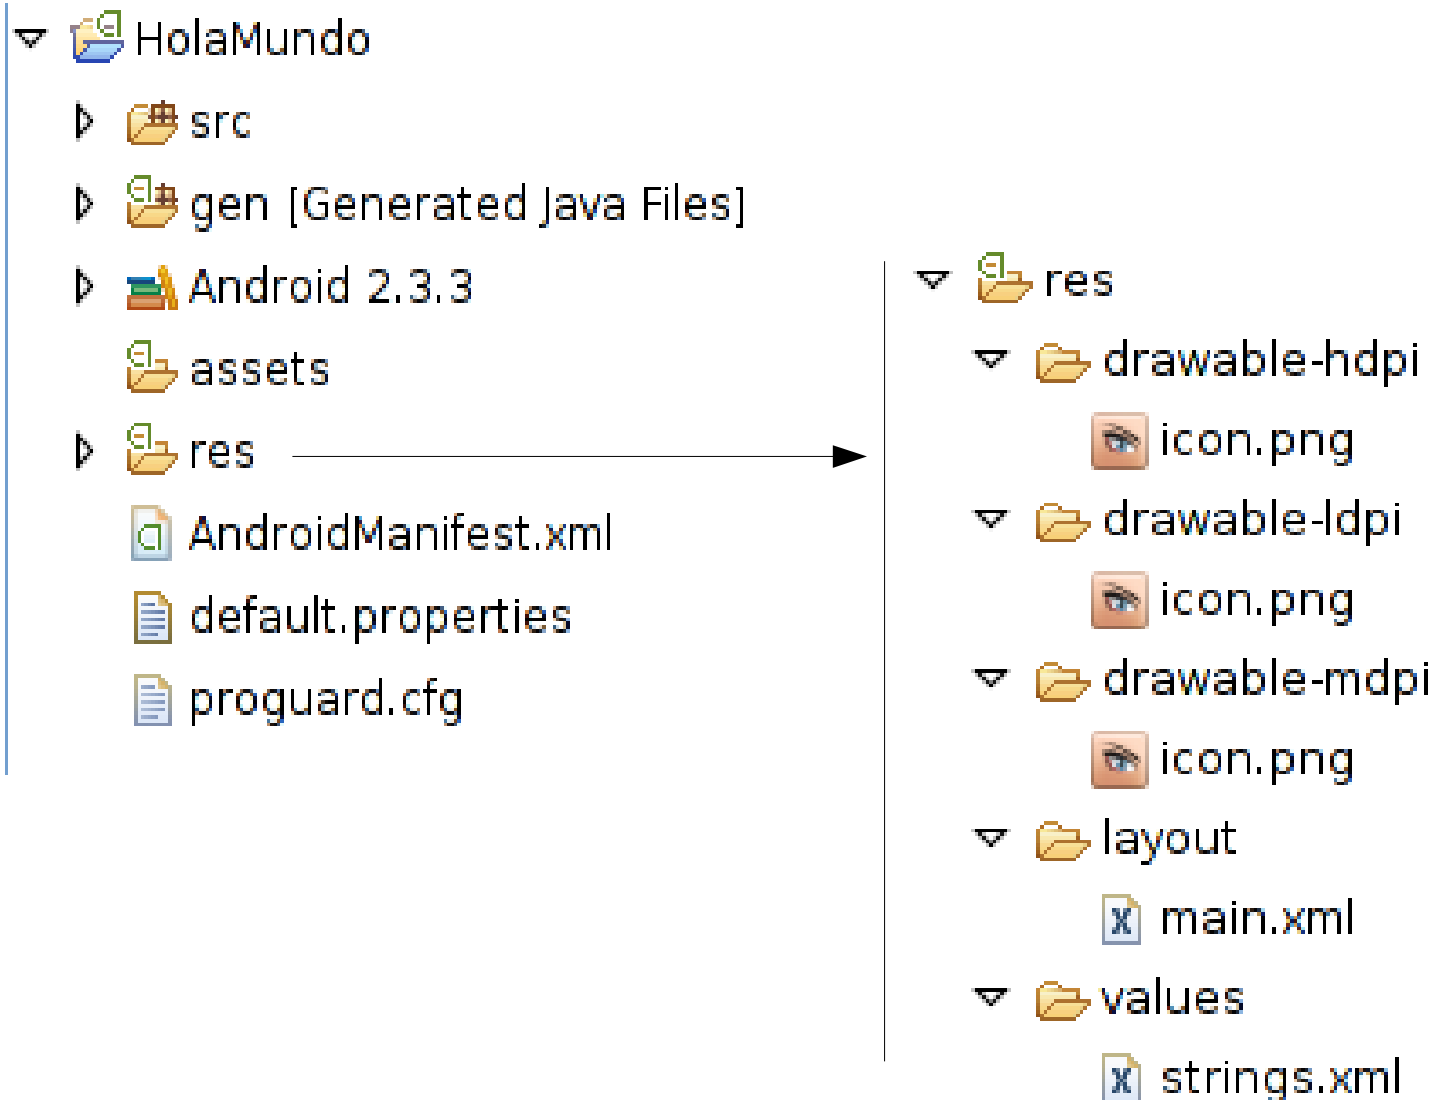 HolaMundo
src
gen [Generated Java Files]
Android 2.3.3
assets
res
AndroidManifest.xml
default.properties
proguard.cfg
res
drawable-hdpi
icon.png
drawable-ldpi
icon.png
drawable-mdpi
icon.png
layout
main.xml
values
strings.xml